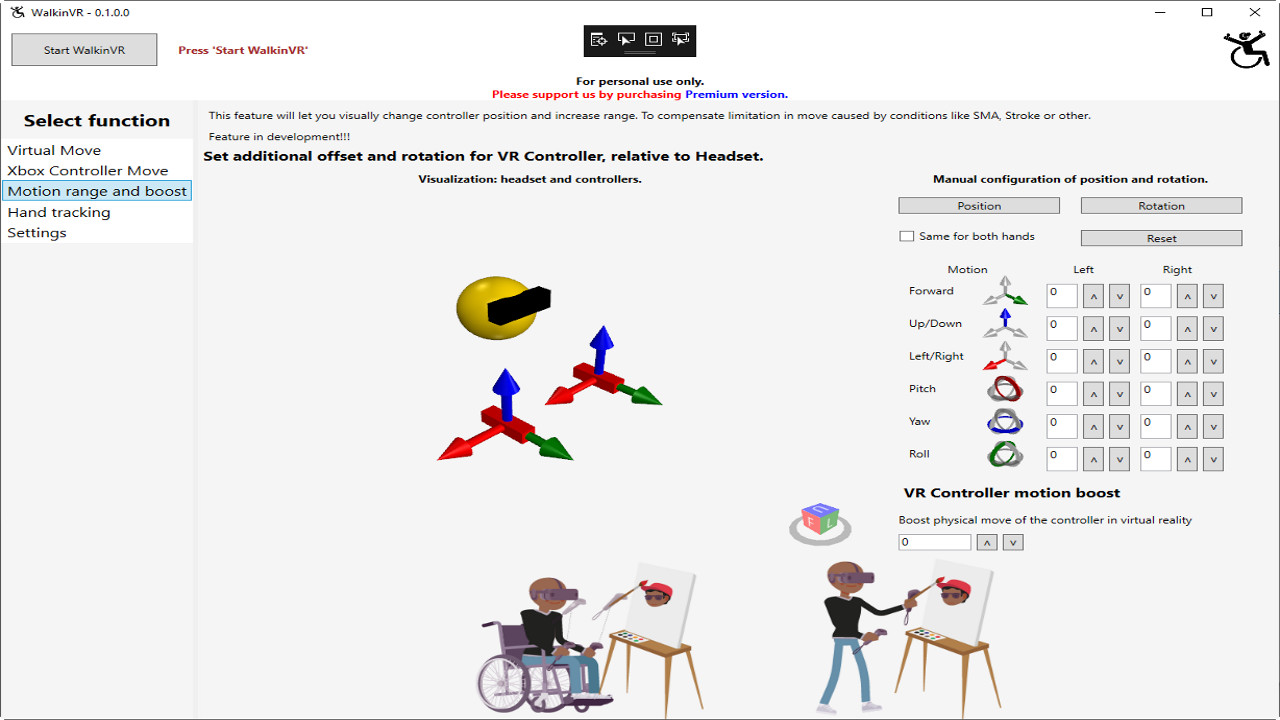 WalkinVR - 0.1.0.0
Start WalkinVR
Press 'Start WalkinVR'
For personal use only.
Please support us by purchasing Premium version.
Select function
Virtual Move
Xbox Controller Move
Motion range and boost
Hand tracking
Settings
This feature will let you visually change controller position and increase range. To compensate limitation in move caused by conditions like SMA, Stroke or other.
Feature in development!!!
Set additional offset and rotation for VR Controller, relative to Headset.
Visualization: headset and controllers.
Manual configuration of position and rotation.
Position Rotation
Same for both hands Reset
Motion Left Right
Forward 0 0
Up/Down 0 0
Left/Right 0 0
Pitch 0 0
Yaw 0 0
Roll 0 0
VR Controller motion boost
Boost physical move of the controller in virtual reality
0
U
F L